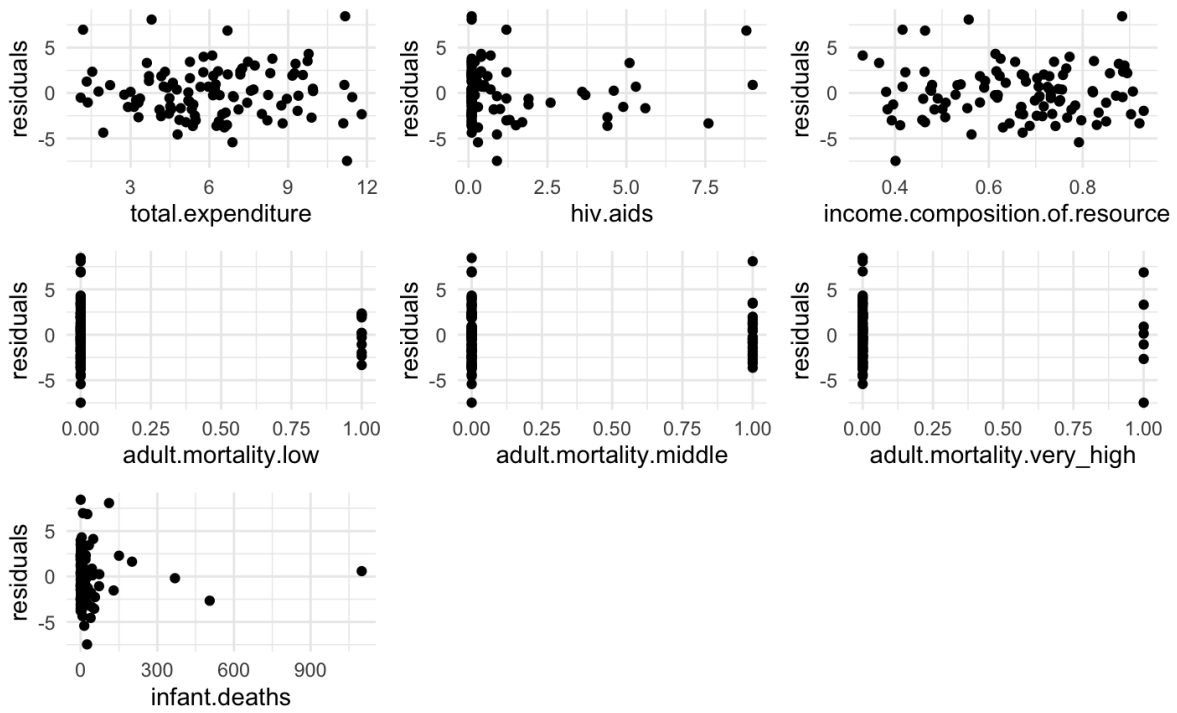 residuals
5
0
-5
3 6 9 12
total.expenditure
residuals
5
0
-5
0.0 2.5 5.0 7.5
hiv.aids
residuals
5
0
-5
0.4 0.6 0.8
income.composition.of.resource
residuals
5
0
-5
0.00 0.25 0.50 0.75 1.00
adult.mortality.low
residuals
5
0
-5
0.00 0.25 0.50 0.75 1.00
adult.mortality.middle
residuals
5
0
-5
0.00 0.25 0.50 0.75 1.00
adult.mortality.very_high
residuals
5
0
-5
0 300 600 900
infant.deaths